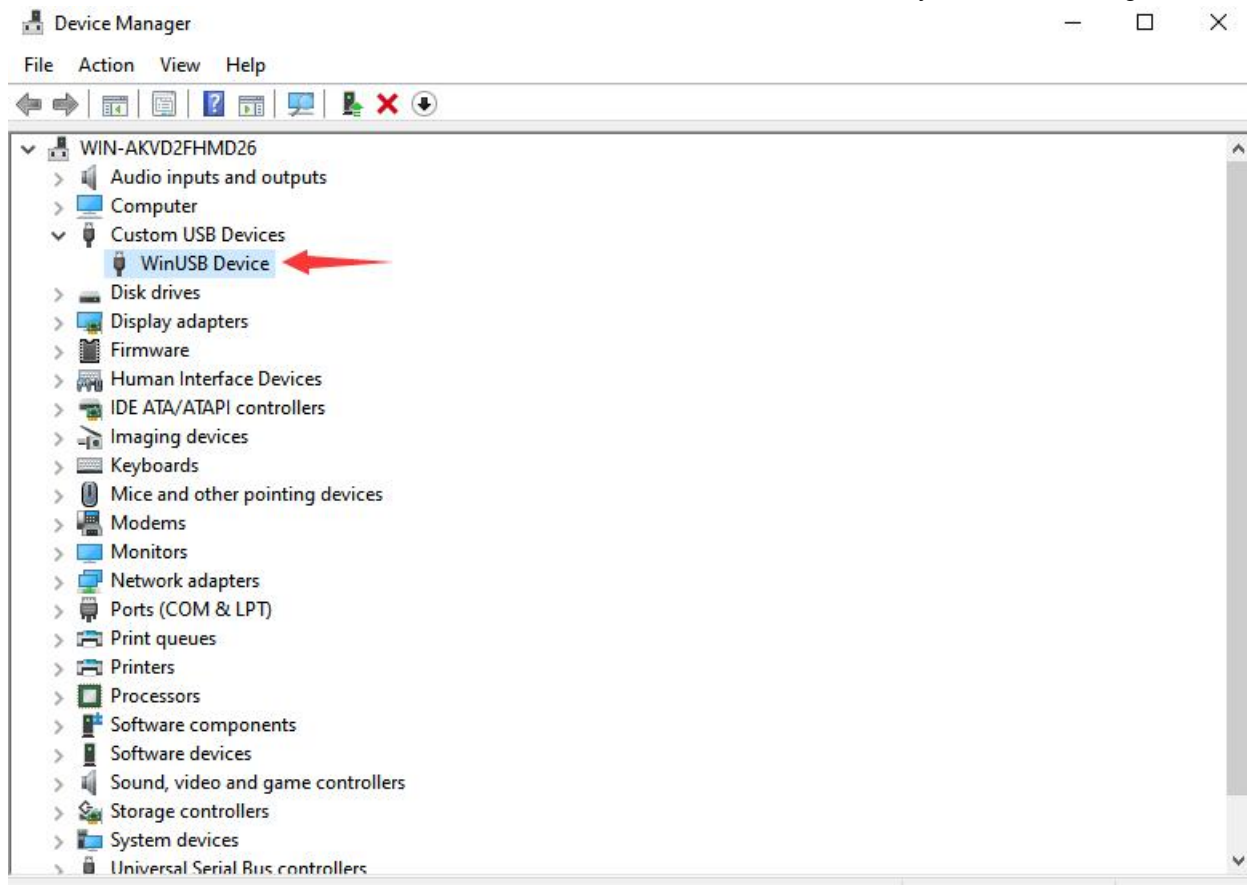 Device Manager
File Action View Help
WIN-AKVD2FHMD26
Audio inputs and outputs
Computer
Custom USB Devices
WinUSB Device
Disk drives
Display adapters
Firmware
Human Interface Devices
IDE ATA/ATAPI controllers
Imaging devices
Keyboards
Mice and other pointing devices
Modems
Monitors
Network adapters
Ports (COM & LPT)
Print queues
Printers
Processors
Software components
Software devices
Sound, video and game controllers
Storage controllers
System devices
Universal Serial Bus controllers